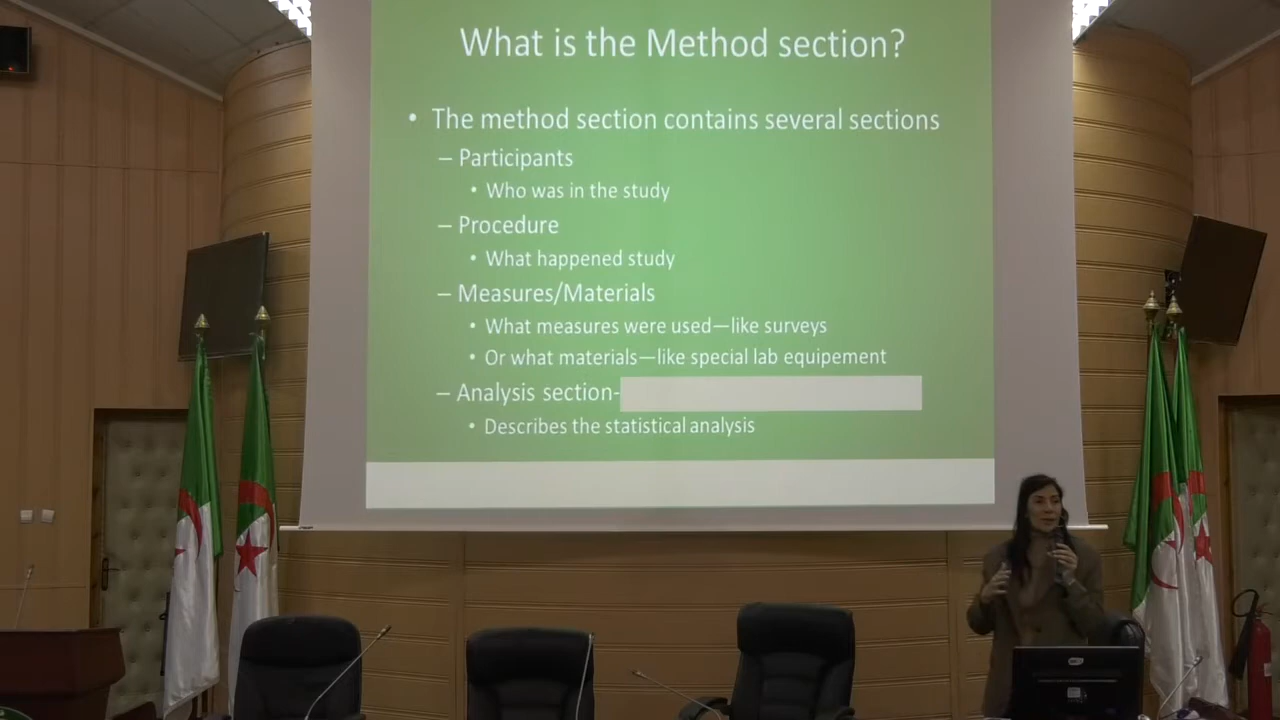 What is the Method section?
• The method section contains several sections
– Participants
• Who was in the study
– Procedure
• What happened study
– Measures/Materials
• What measures were used—like surveys
• Or what materials—like special lab equipement
– Analysis section-
• Describes the statistical analysis